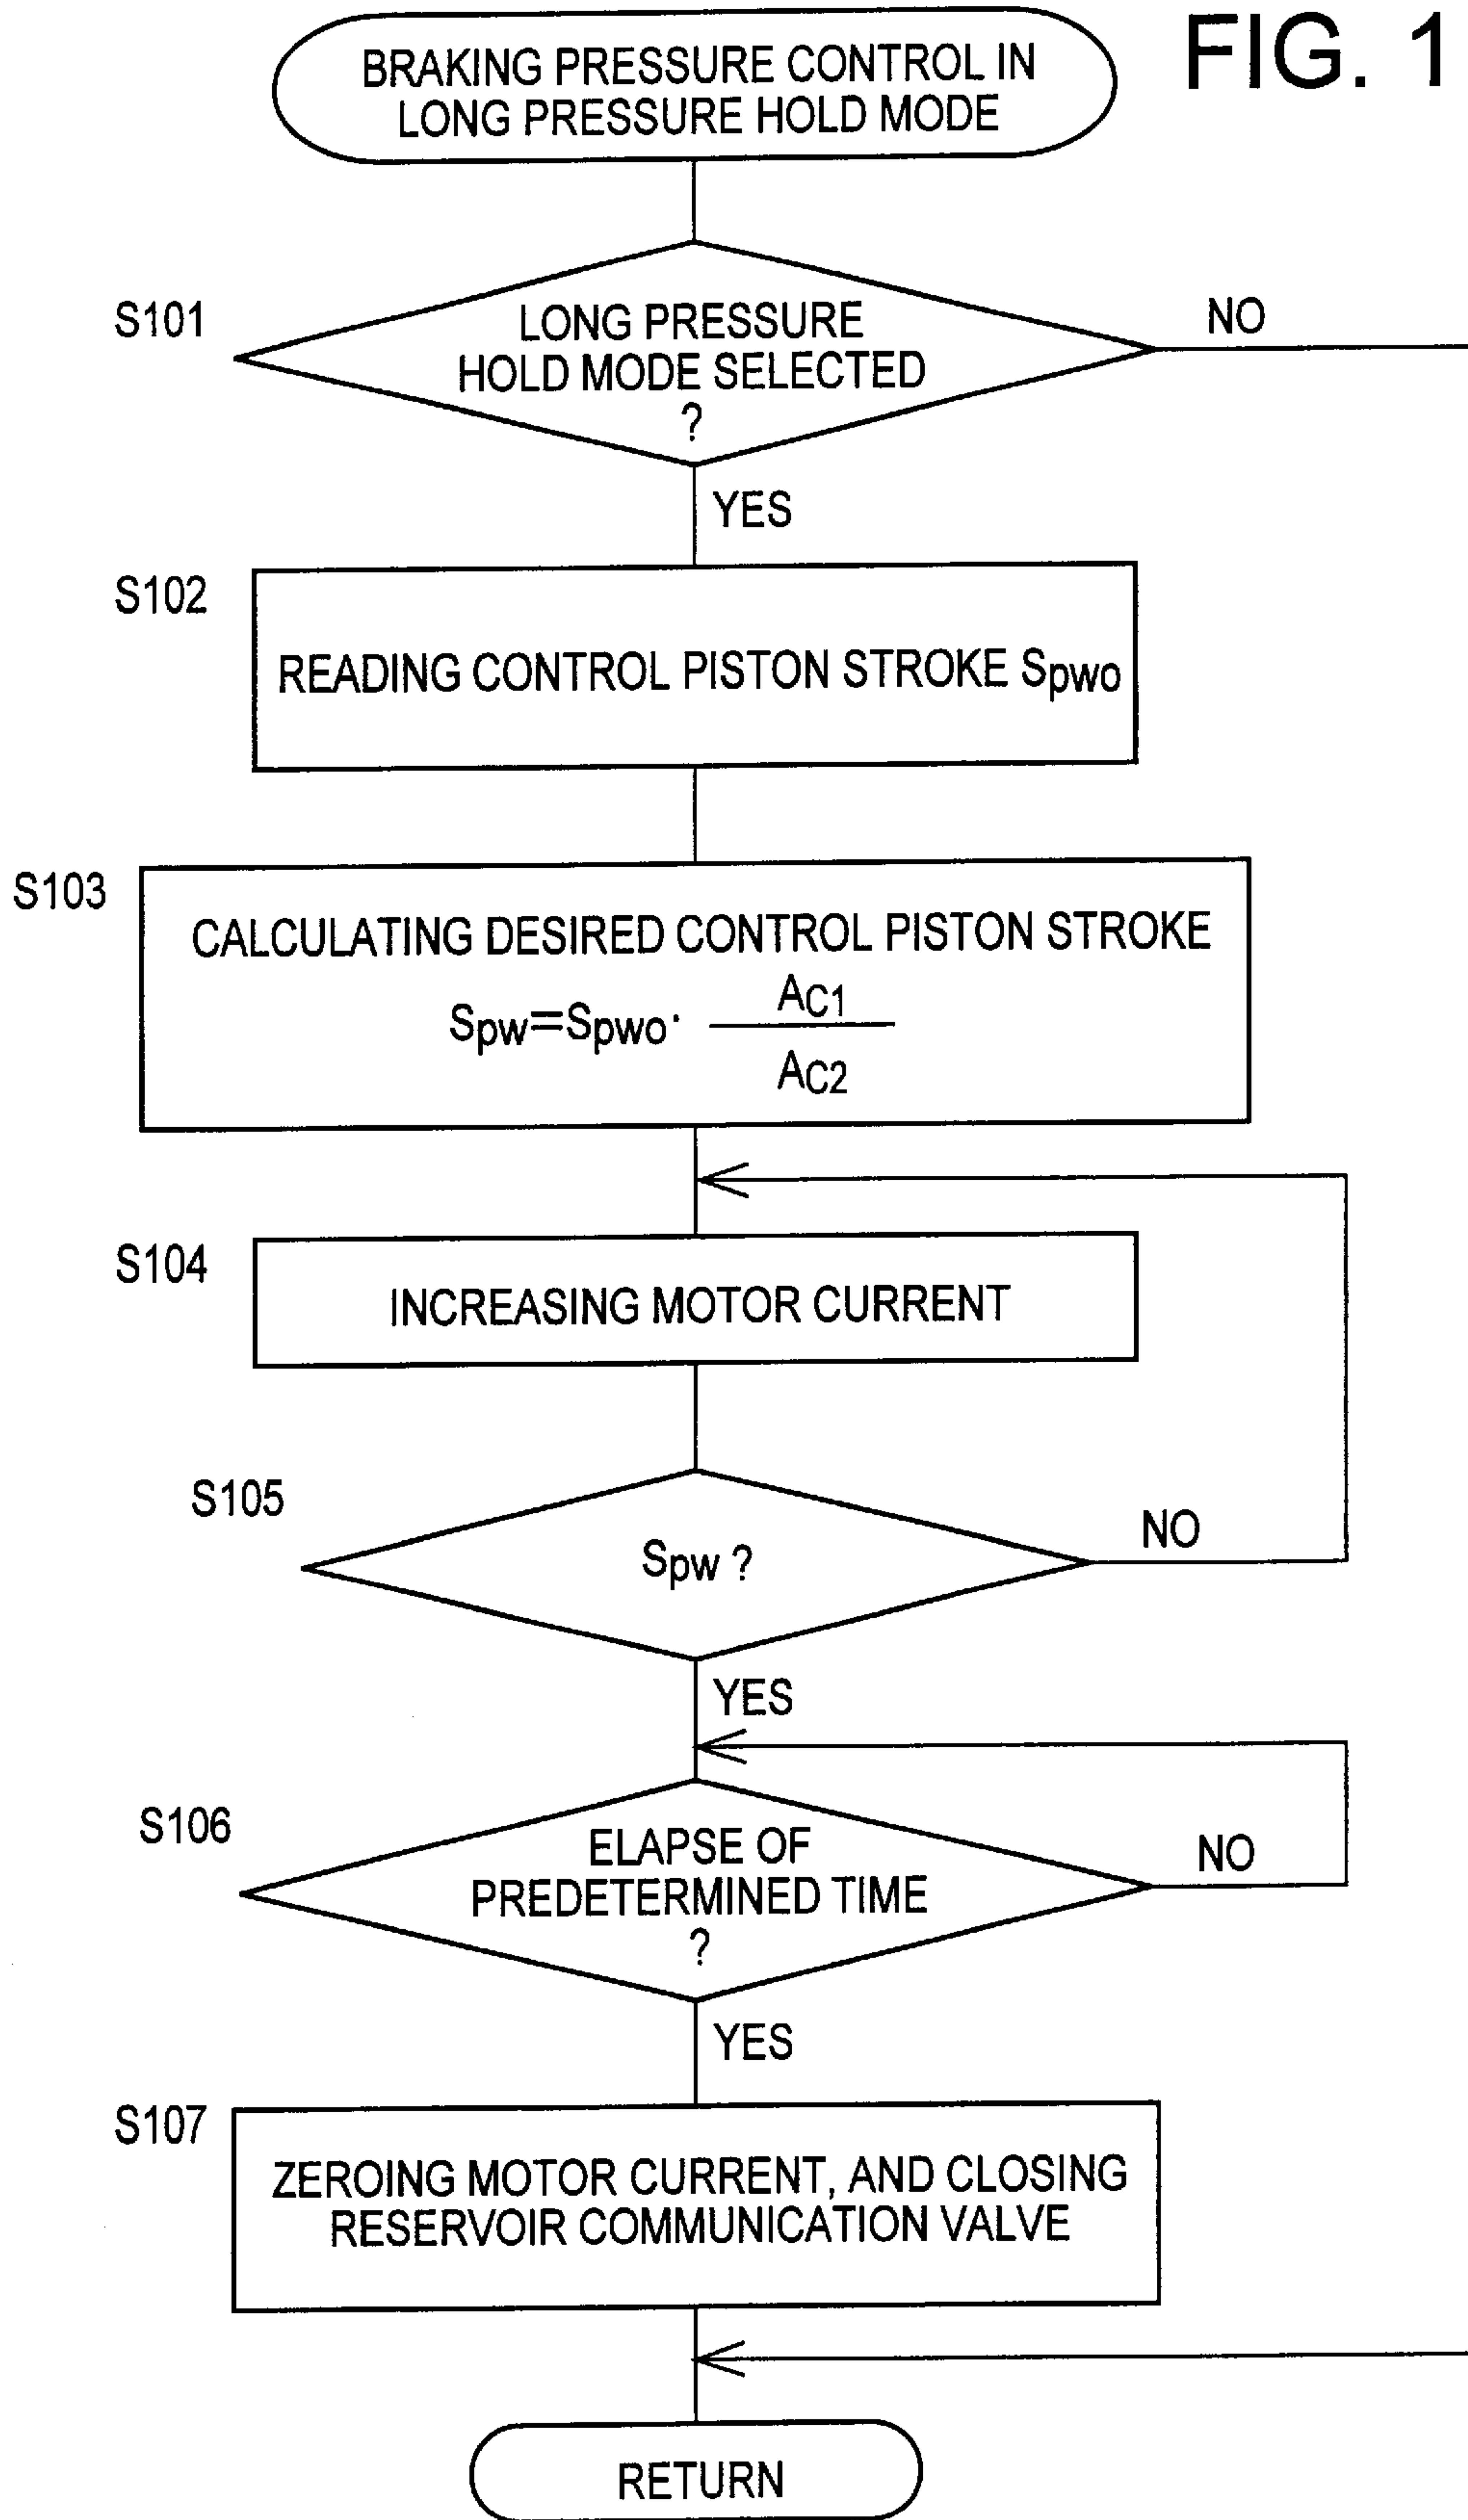 FIG. 1
BRAKING PRESSURE CONTROL IN
LONG PRESSURE HOLD MODE
S101
LONG PRESSURE
HOLD MODE SELECTED
?
NO
YES
S102
READING CONTROL PISTON STROKE Spwo
S103
CALCULATING DESIRED CONTROL PISTON STROKE
Spw=Spwo· AC1
AC2
S104
INCREASING MOTOR CURRENT
S105
Spw ?
NO
YES
S106
ELAPSE OF
PREDETERMINED TIME
?
NO
YES
S107
ZEROING MOTOR CURRENT, AND CLOSING
RESERVOIR COMMUNICATION VALVE
RETURN